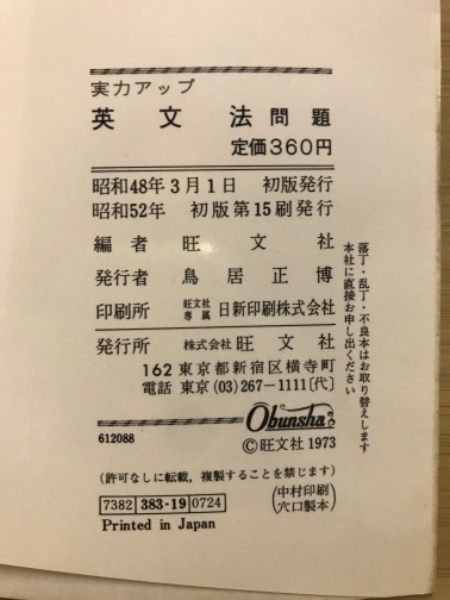 実力アップ
英文法問題
定価360円
昭和48年3月1日 初版発行
昭和52年 初版第15刷発行
編者 旺文社
発行者 鳥居正博
印刷所 旺文社専属 日新印刷株式会社
発行所 株式会社 旺文社
162 東京都新宿区横寺町
電話 東京(03)267-1111〔代〕
Obunsha
612088
©旺文社 1973
(許可なしに転載,複製することを禁じます)
7382 383-19 0724
(中村印刷
穴口製本)
Printed in Japan
落丁・乱丁・不良本はお取り替えします
本社に直接お申し出ください